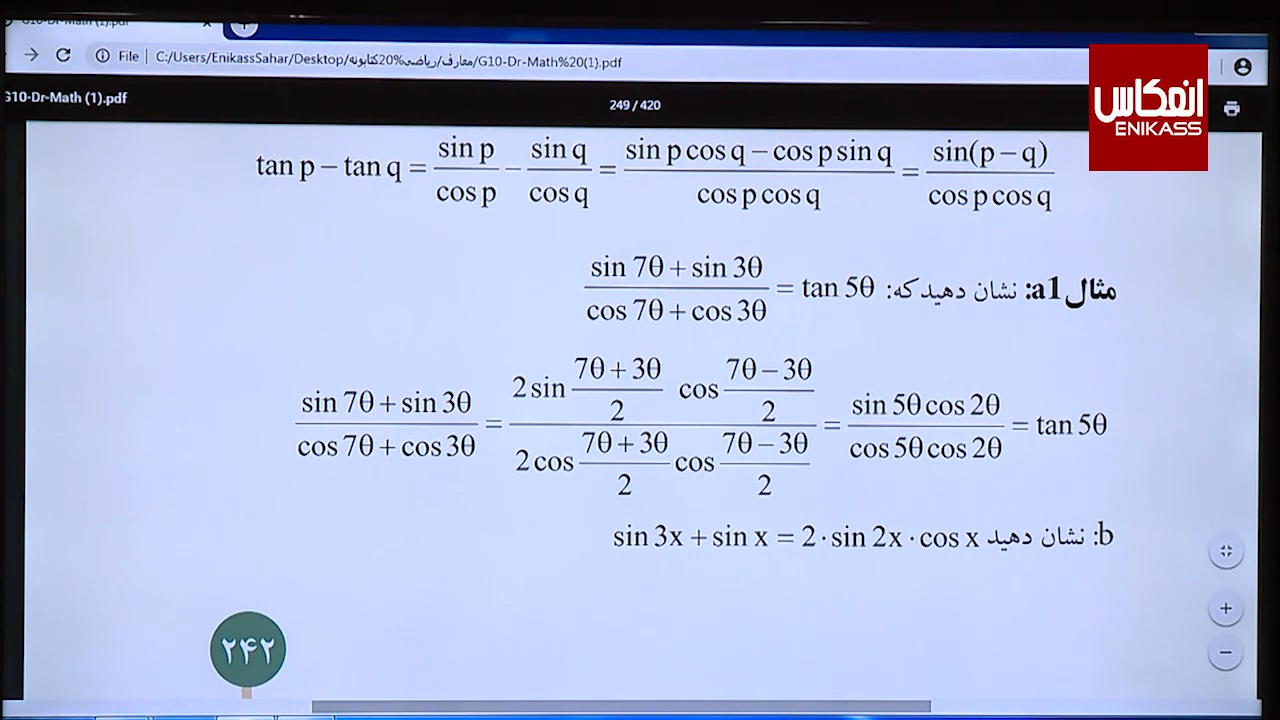 G10-Dr-Math (1).pdf
File | C:/Users/EnikassSahar/Desktop/معارف/ریاضی%20کتابونه/G10-Dr-Math%20(1).pdf
انعکاس
ENIKASS
G10-Dr-Math (1).pdf
249 / 420
tan p − tan q = sin p / cos p − sin q / cos q = (sin p cos q − cos p sin q) / (cos p cos q) = sin(p − q) / (cos p cos q)
مثال a1: نشان دهید که: (sin 7θ + sin 3θ) / (cos 7θ + cos 3θ) = tan 5θ
(sin 7θ + sin 3θ) / (cos 7θ + cos 3θ) = (2 sin (7θ + 3θ)/2 cos (7θ − 3θ)/2) / (2 cos (7θ + 3θ)/2 cos (7θ − 3θ)/2) = (sin 5θ cos 2θ) / (cos 5θ cos 2θ) = tan 5θ
b: نشان دهید sin 3x + sin x = 2 · sin 2x · cos x
۲۴۲